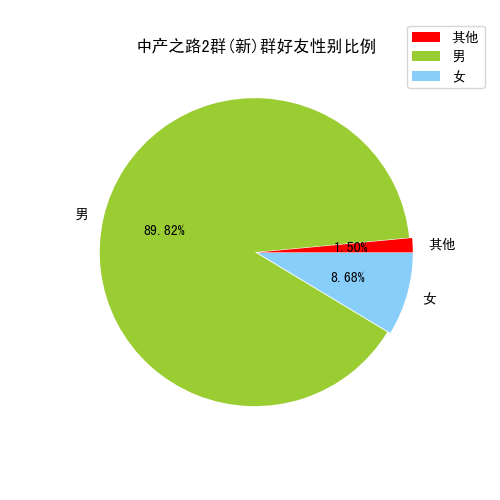 中产之路2群(新)群好友性别比例
其他
男
女
男
89.82%
1.50%
其他
8.68%
女